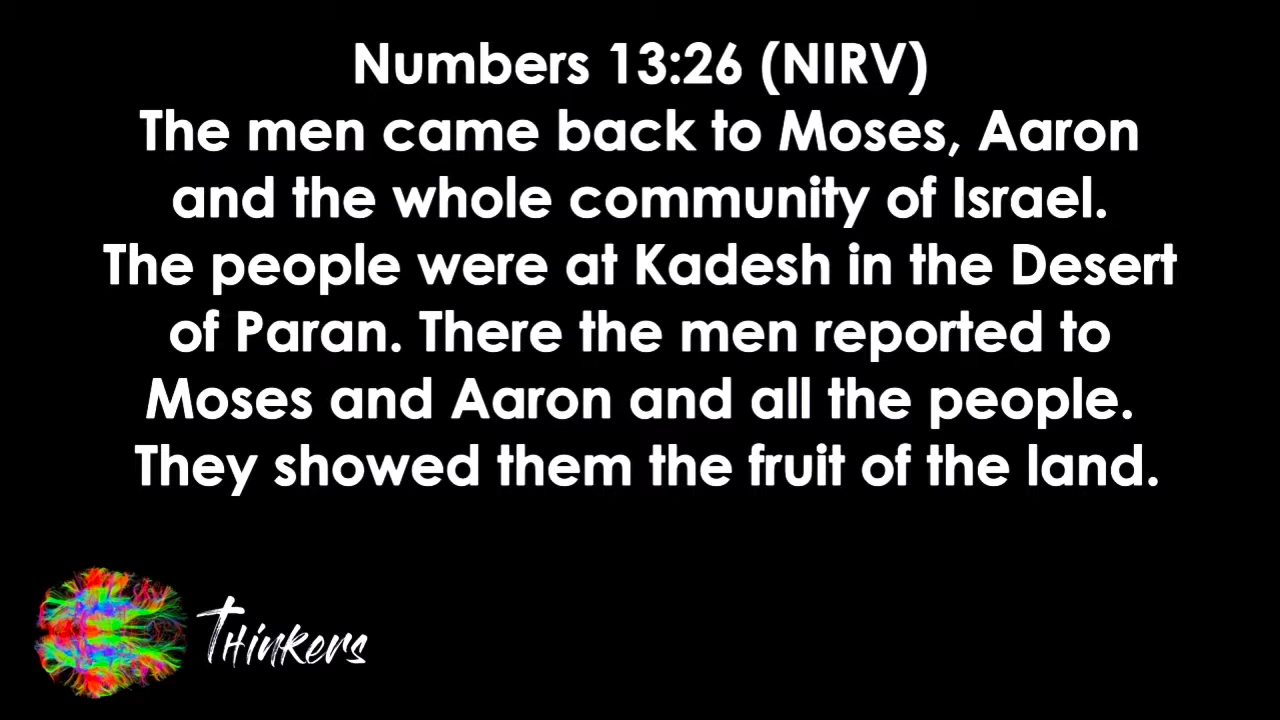 Numbers 13:26 (NIRV)
The men came back to Moses, Aaron
and the whole community of Israel.
The people were at Kadesh in the Desert
of Paran. There the men reported to
Moses and Aaron and all the people.
They showed them the fruit of the land.
THinKers